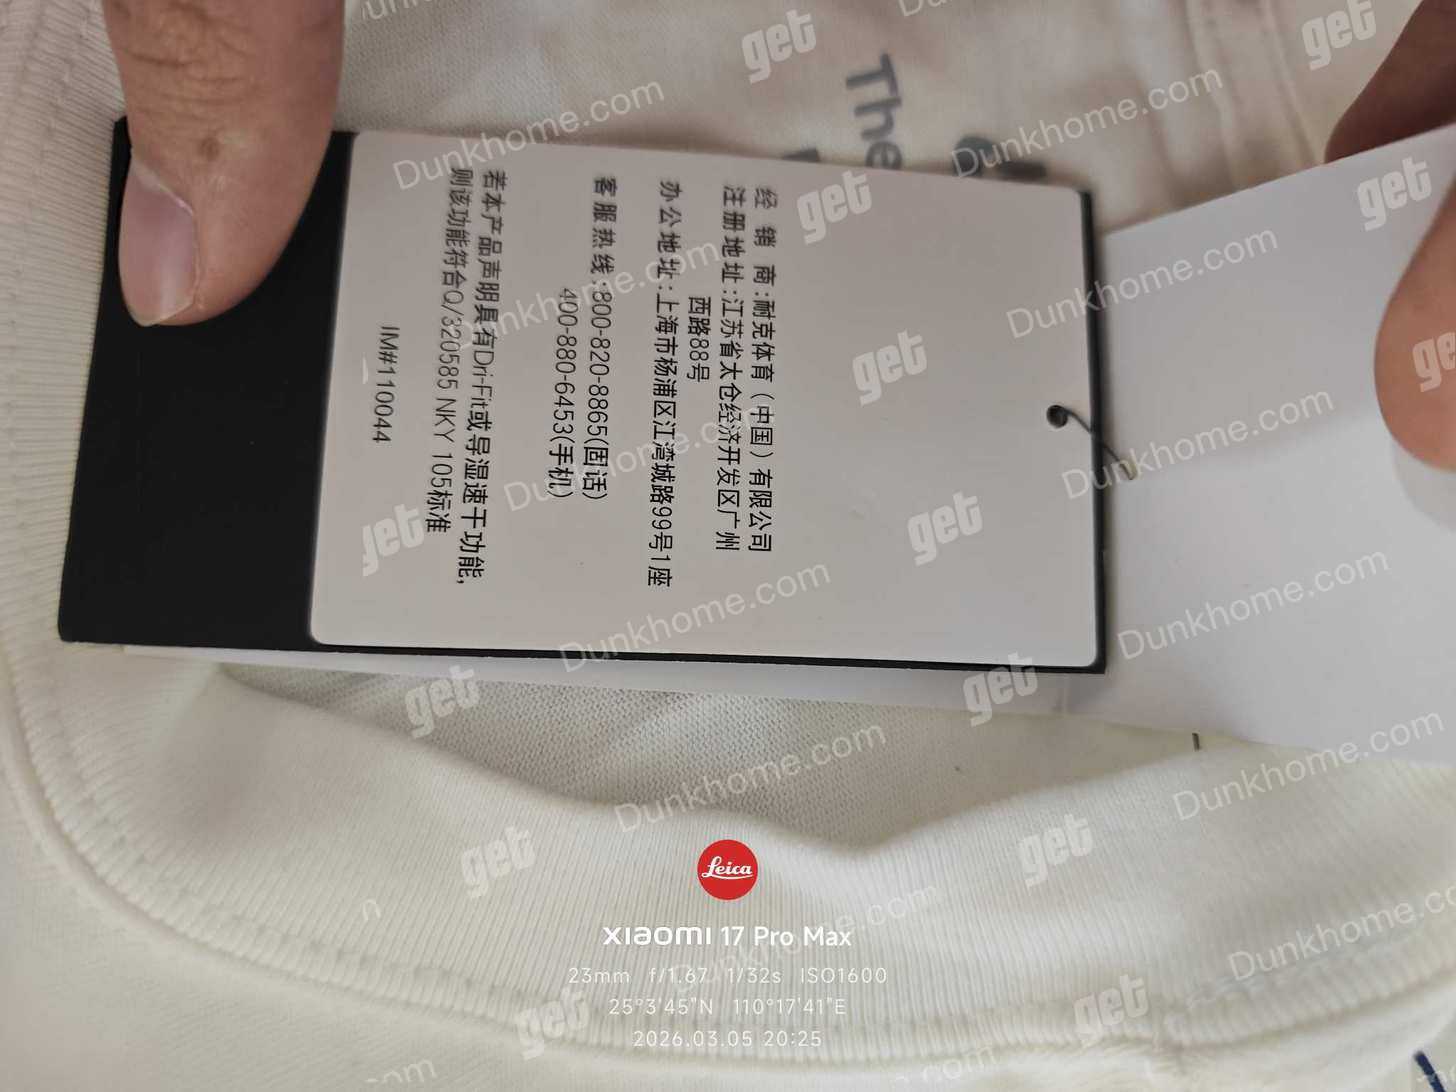 经 销 商:耐克体育（中国）有限公司
注册地址:江苏省太仓经济开发区广州
西路88号
办公地址:上海市杨浦区江湾城路99号1座
客服热线:800-820-8865(固话)
400-880-6453(手机)
若本产品声明具有Dri-Fit或导湿速干功能,
则该功能符合Q/320585 NKY 105标准
IM#110044
The
Leica
xiaomi 17 Pro Max
23mm f/1.67 1/32s ISO1600
25°3'45"N 110°17'41"E
2026.03.05 20:25
get
Dunkhome.com